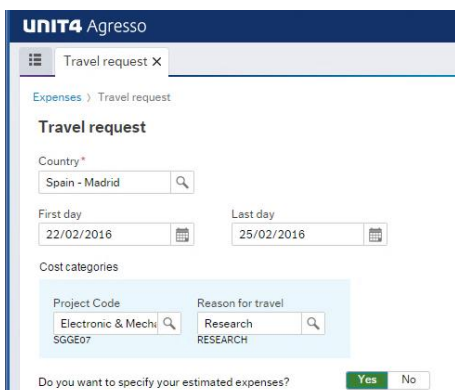 UNIT4 Agresso
Travel request X
Expenses > Travel request
Travel request
Country*
Spain - Madrid
First day Last day
22/02/2016 25/02/2016
Cost categories
Project Code Reason for travel
Electronic & Mecha Research
SGGE07 RESEARCH
Do you want to specify your estimated expenses? Yes No